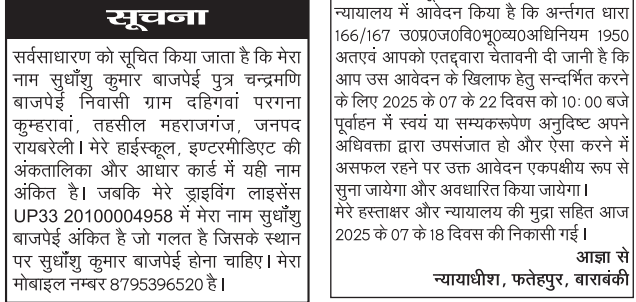 सूचना
सर्वसाधारण को सूचित किया जाता है कि मेरा
नाम सुधाँशु कुमार बाजपेई पुत्र चन्द्रमणि
बाजपेई निवासी ग्राम दहिगवां परगना
कुम्हरावां, तहसील महराजगंज, जनपद
रायबरेली। मेरे हाईस्कूल, इण्टरमीडिएट की
अंकतालिका और आधार कार्ड में यही नाम
अंकित है। जबकि मेरे ड्राइविंग लाइसेंस
UP33 20100004958 में मेरा नाम सुधाँशु
बाजपेई अंकित है जो गलत है जिसके स्थान
पर सुधाँशु कुमार बाजपेई होना चाहिए। मेरा
मोबाइल नम्बर 8795396520 है।
न्यायालय में आवेदन किया है कि अर्न्तगत धारा
166/167 उ0प्र0ज0वि0भू0व्य0अधिनियम 1950
अतएवं आपको एतद्द्वारा चेतावनी दी जानी है कि
आप उस आवेदन के खिलाफ हेतु सन्दर्भित करने
के लिए 2025 के 07 के 22 दिवस को 10:00 बजे
पूर्वाहन में स्वयं या सम्यकरूपेण अनुदिष्ट अपने
अधिवक्ता द्वारा उपसंजात हो और ऐसा करने में
असफल रहने पर उक्त आवेदन एकपक्षीय रूप से
सुना जायेगा और अवधारित किया जायेगा।
मेरे हस्ताक्षर और न्यायालय की मुद्रा सहित आज
2025 के 07 के 18 दिवस की निकासी गई।
आज्ञा से
न्यायाधीश, फतेहपुर, बाराबंकी